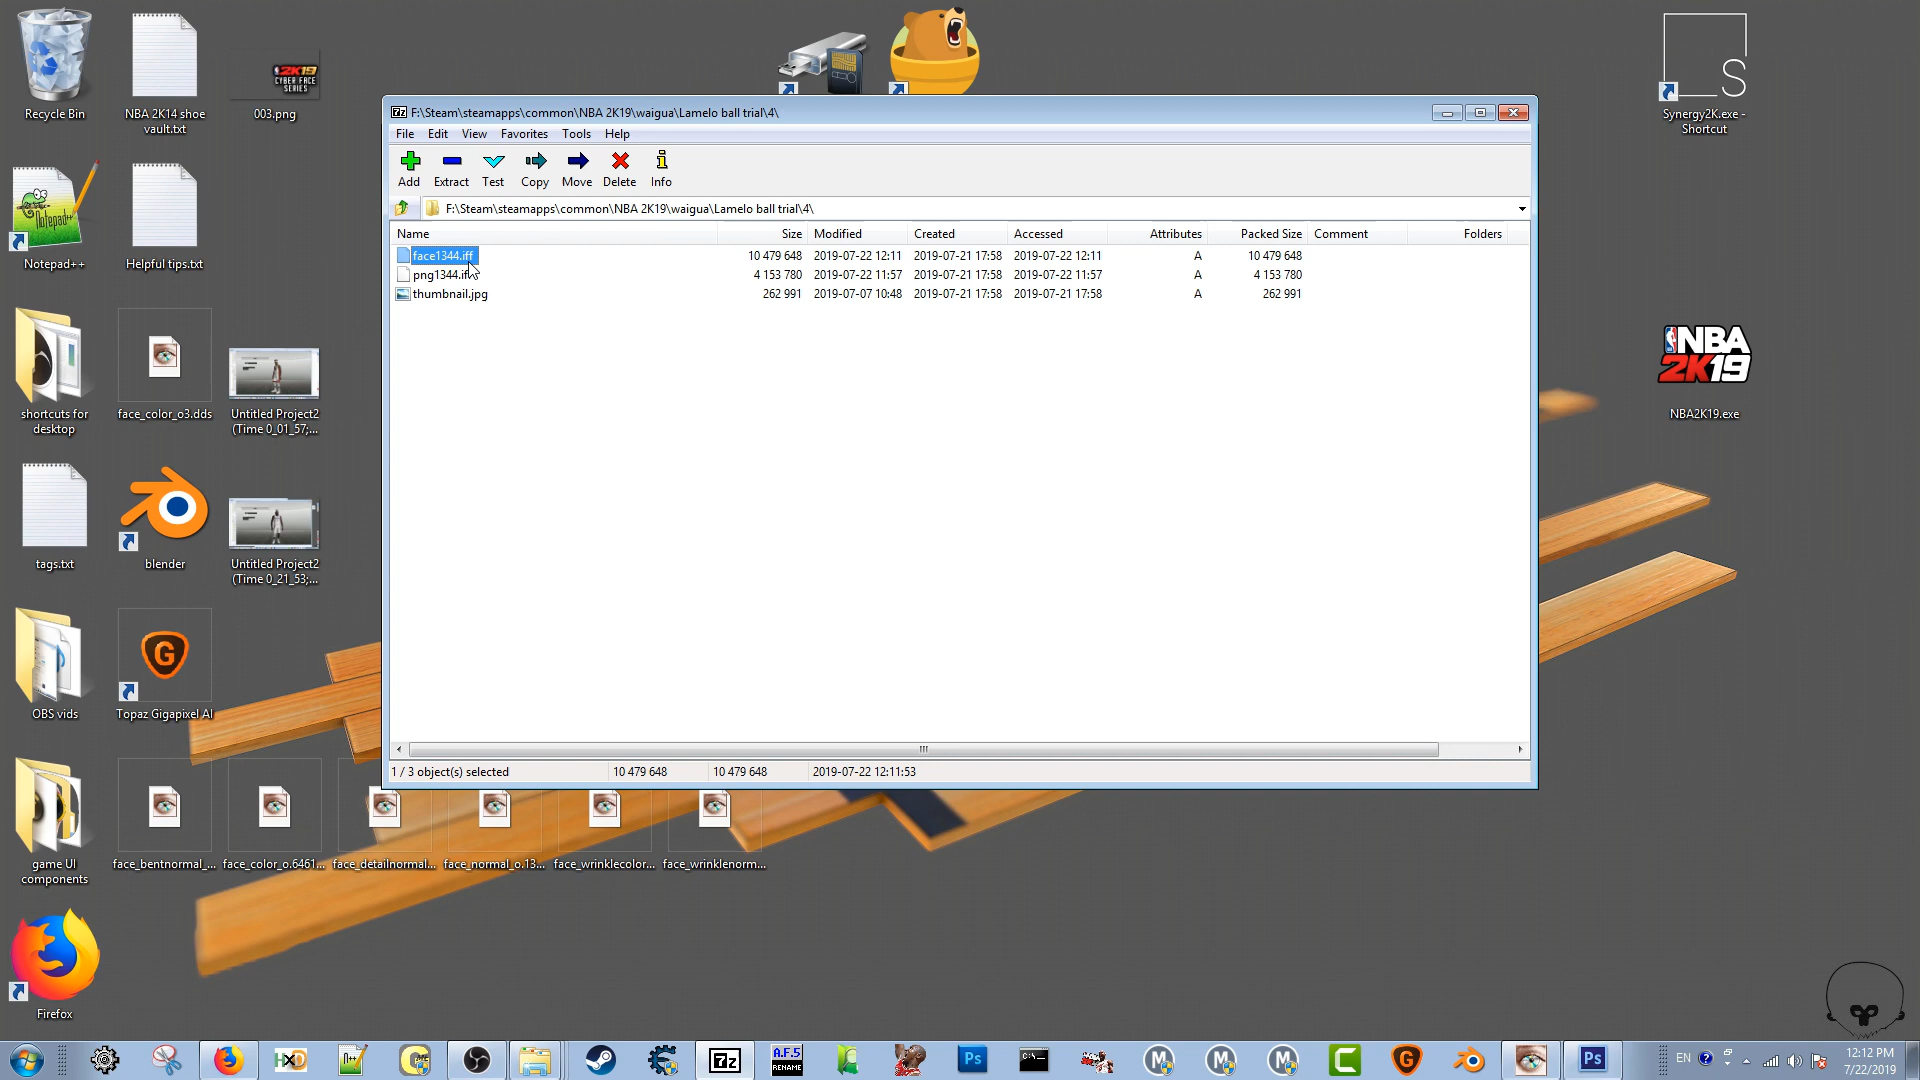 Recycle Bin
NBA 2K14 shoe
vault.txt
2K19
CYBER FACE
SERIES
003.png
S
Synergy2K.exe -
Shortcut
7z F:\Steam\steamapps\common\NBA 2K19\waigua\Lamelo ball trial\4\
File Edit View Favorites Tools Help
Add Extract Test Copy Move Delete Info
F:\Steam\steamapps\common\NBA 2K19\waigua\Lamelo ball trial\4\
Name Size Modified Created Accessed Attributes Packed Size Comment Folders
face1344.iff 10 479 648 2019-07-22 12:11 2019-07-21 17:58 2019-07-22 12:11 A 10 479 648
png1344.iff 4 153 780 2019-07-22 11:57 2019-07-21 17:58 2019-07-22 11:57 A 4 153 780
thumbnail.jpg 262 991 2019-07-07 10:48 2019-07-21 17:58 2019-07-21 17:58 A 262 991
1 / 3 object(s) selected 10 479 648 10 479 648 2019-07-22 12:11:53
Notepad++
Notepad++
Helpful tips.txt
shortcuts for
desktop
face_color_o3.dds
Untitled Project2
(Time 0_01_57;...
NBA
2K19
NBA2K19.exe
tags.txt
blender
Untitled Project2
(Time 0_21_53;...
OBS vids
G
Topaz Gigapixel AI
game UI
components
face_bentnormal_...
face_color_o.6461...
face_detailnormal...
face_normal_o.13...
face_wrinklecolor...
face_wrinklenorm...
Firefox
HXD
N++
7z
A.F.5
RENAME
Ps
C:\_
M
M
M
C
G
Ps
EN
12:12 PM
7/22/2019